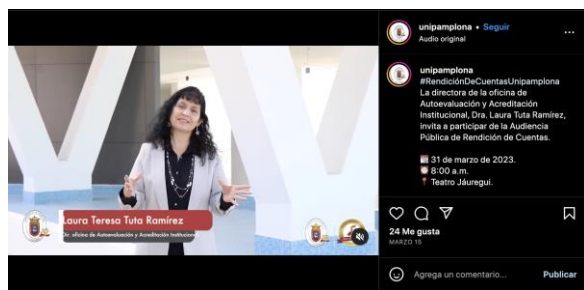 Laura Teresa Tuta Ramírez
Dir. oficina de Autoevaluación y Acreditación Institucional
unipamplona • Seguir
Audio original
unipamplona
#RendiciónDeCuentasUnipamplona
La directora de la oficina de
Autoevaluación y Acreditación
Institucional, Dra. Laura Tuta Ramírez,
invita a participar de la Audiencia
Pública de Rendición de Cuentas.
31 de marzo de 2023.
8:00 a.m.
Teatro Jáuregui.
24 Me gusta
MARZO 15
Agrega un comentario...
Publicar